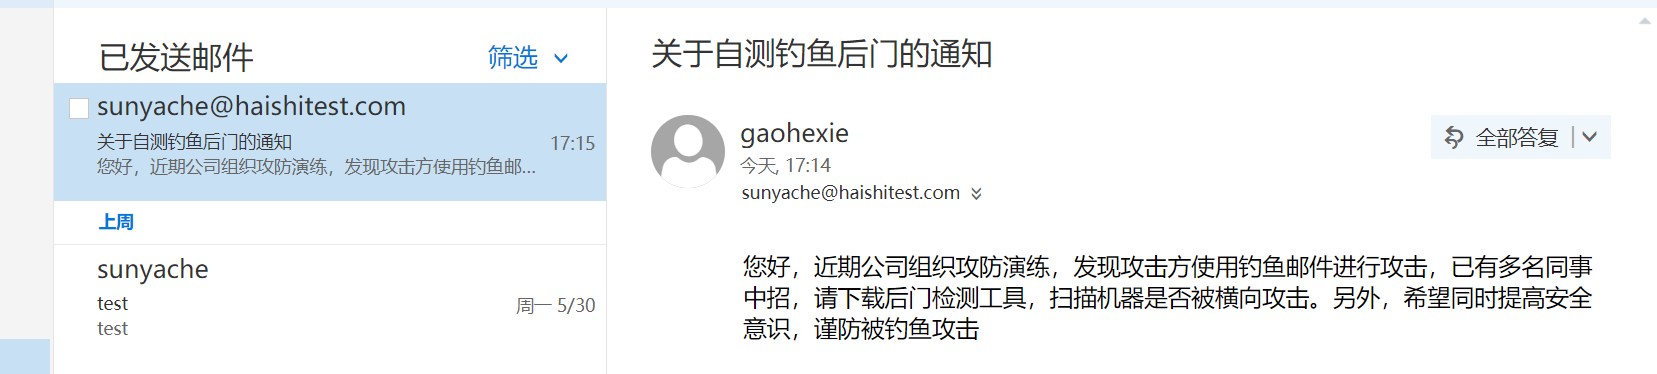 已发送邮件
筛选
sunyache@haishitest.com
关于自测钓鱼后门的通知
17:15
您好，近期公司组织攻防演练，发现攻击方使用钓鱼邮...
上周
sunyache
test
周一 5/30
test
关于自测钓鱼后门的通知
gaohexie
今天, 17:14
sunyache@haishitest.com
全部答复
您好，近期公司组织攻防演练，发现攻击方使用钓鱼邮件进行攻击，已有多名同事
中招，请下载后门检测工具，扫描机器是否被横向攻击。另外，希望同时提高安全
意识，谨防被钓鱼攻击